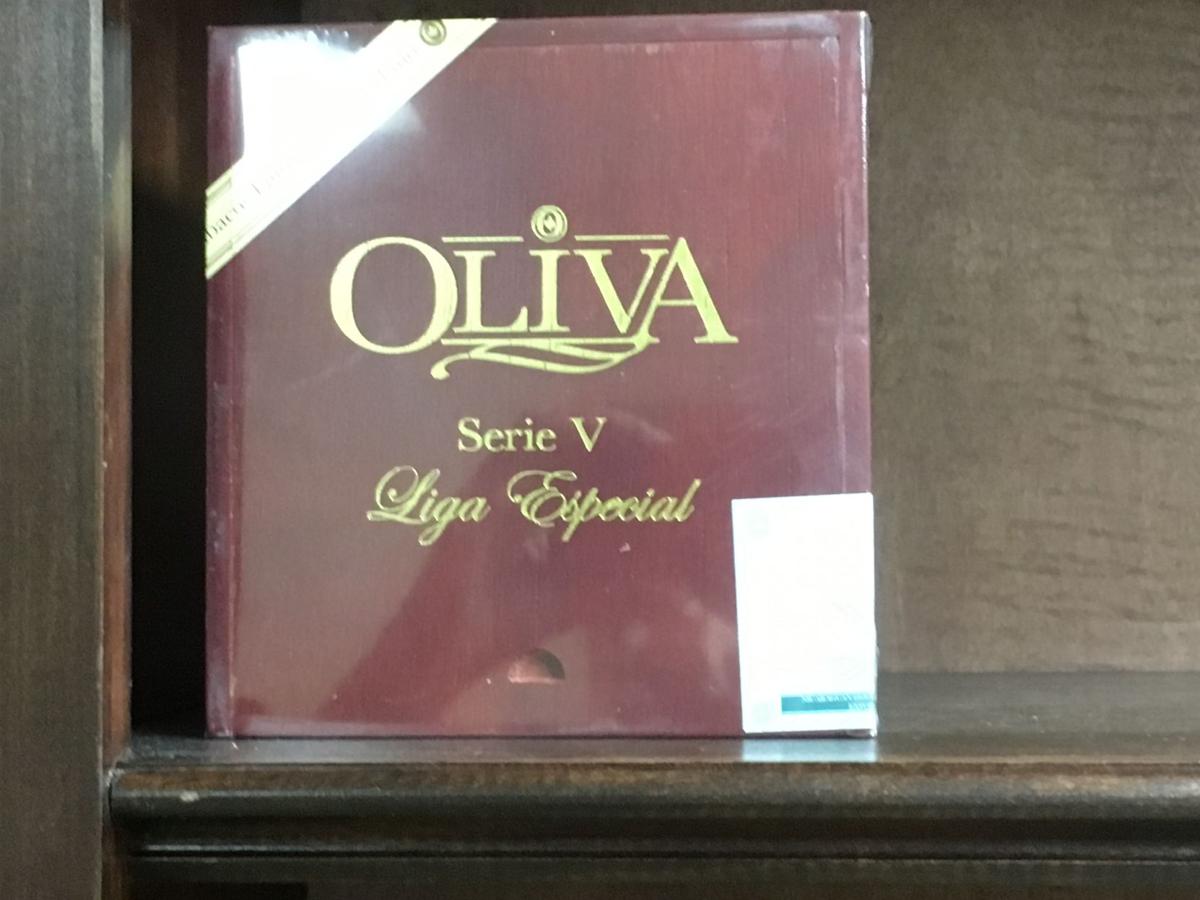 OLIVA
Serie V
Liga Especial